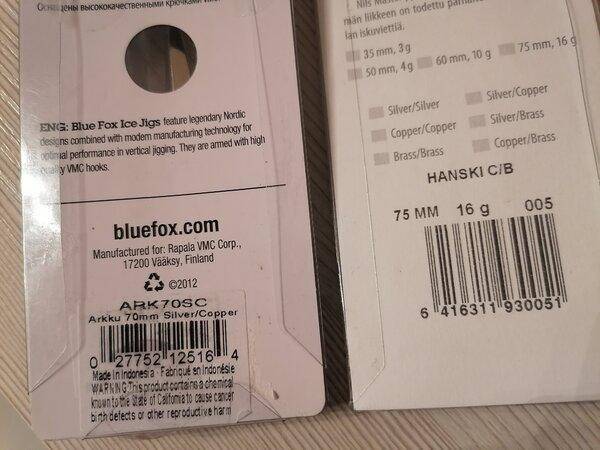 Оснащены высококачественными крючками
ENG: Blue Fox Ice Jigs feature legendary Nordic
designs combined with modern manufacturing technology for
optimal performance in vertical jigging. They are armed with high
quality VMC hooks.
bluefox.com
Manufactured for: Rapala VMC Corp.,
17200 Vääksy, Finland
©2012
ARK70SC
Arkku 70mm Silver/Copper
0 27752 12516 4
Made in Indonesia - Fabriqué en Indonésie
WARNING This product contains a chemical
known to the State of California to cause cancer
birth defects or other reproductive harm
Nils Master
män liikkeen on todettu
lan iskuviettiä.
35 mm, 3 g
50 mm, 4 g 60 mm, 10 g 75 mm, 16 g
Silver/Silver Silver/Copper
Copper/Copper Silver/Brass
Brass/Brass Copper/Brass
HANSKI C/B
75 MM 16 g 005
6 416311 930051